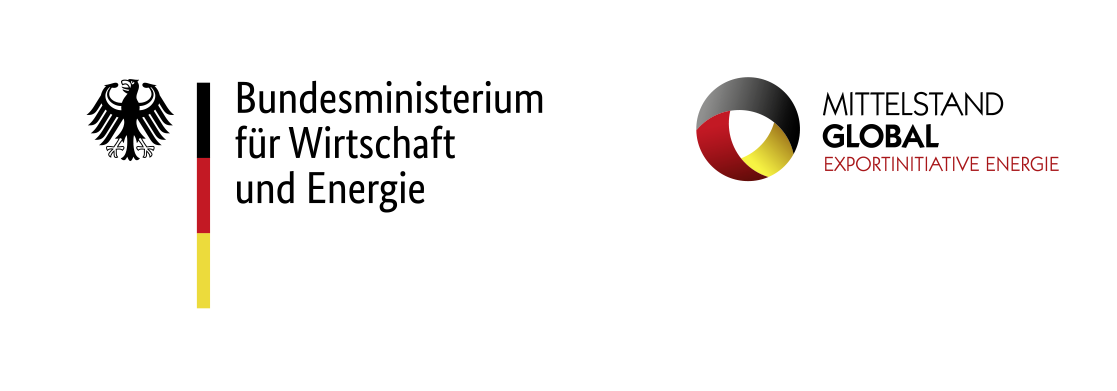 Bundesministerium
für Wirtschaft
und Energie
MITTELSTAND
GLOBAL
EXPORTINITIATIVE ENERGIE